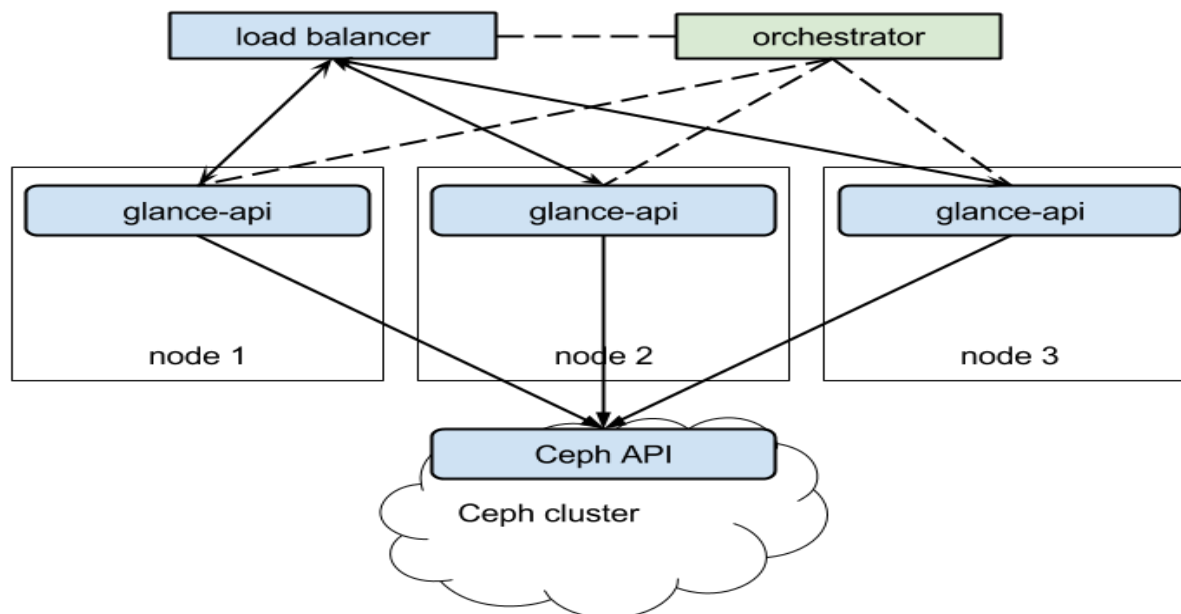 load balancer
orchestrator
glance-api
glance-api
glance-api
node 1
node 2
node 3
Ceph API
Ceph cluster